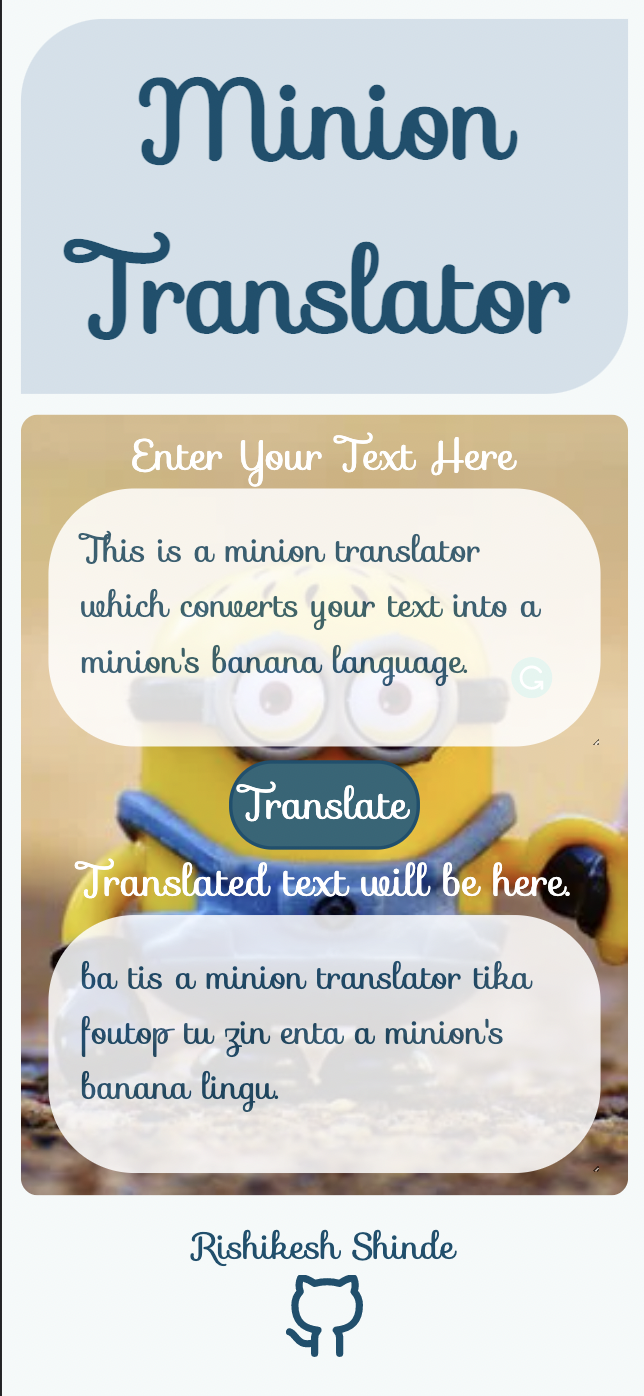 Minion
Translator
Enter Your Text Here
This is a minion translator
which converts your text into a
minion's banana language.
Translate
Translated text will be here.
ba tis a minion translator tika
foutop tu zin enta a minion's
banana lingu.
Rishikesh Shinde